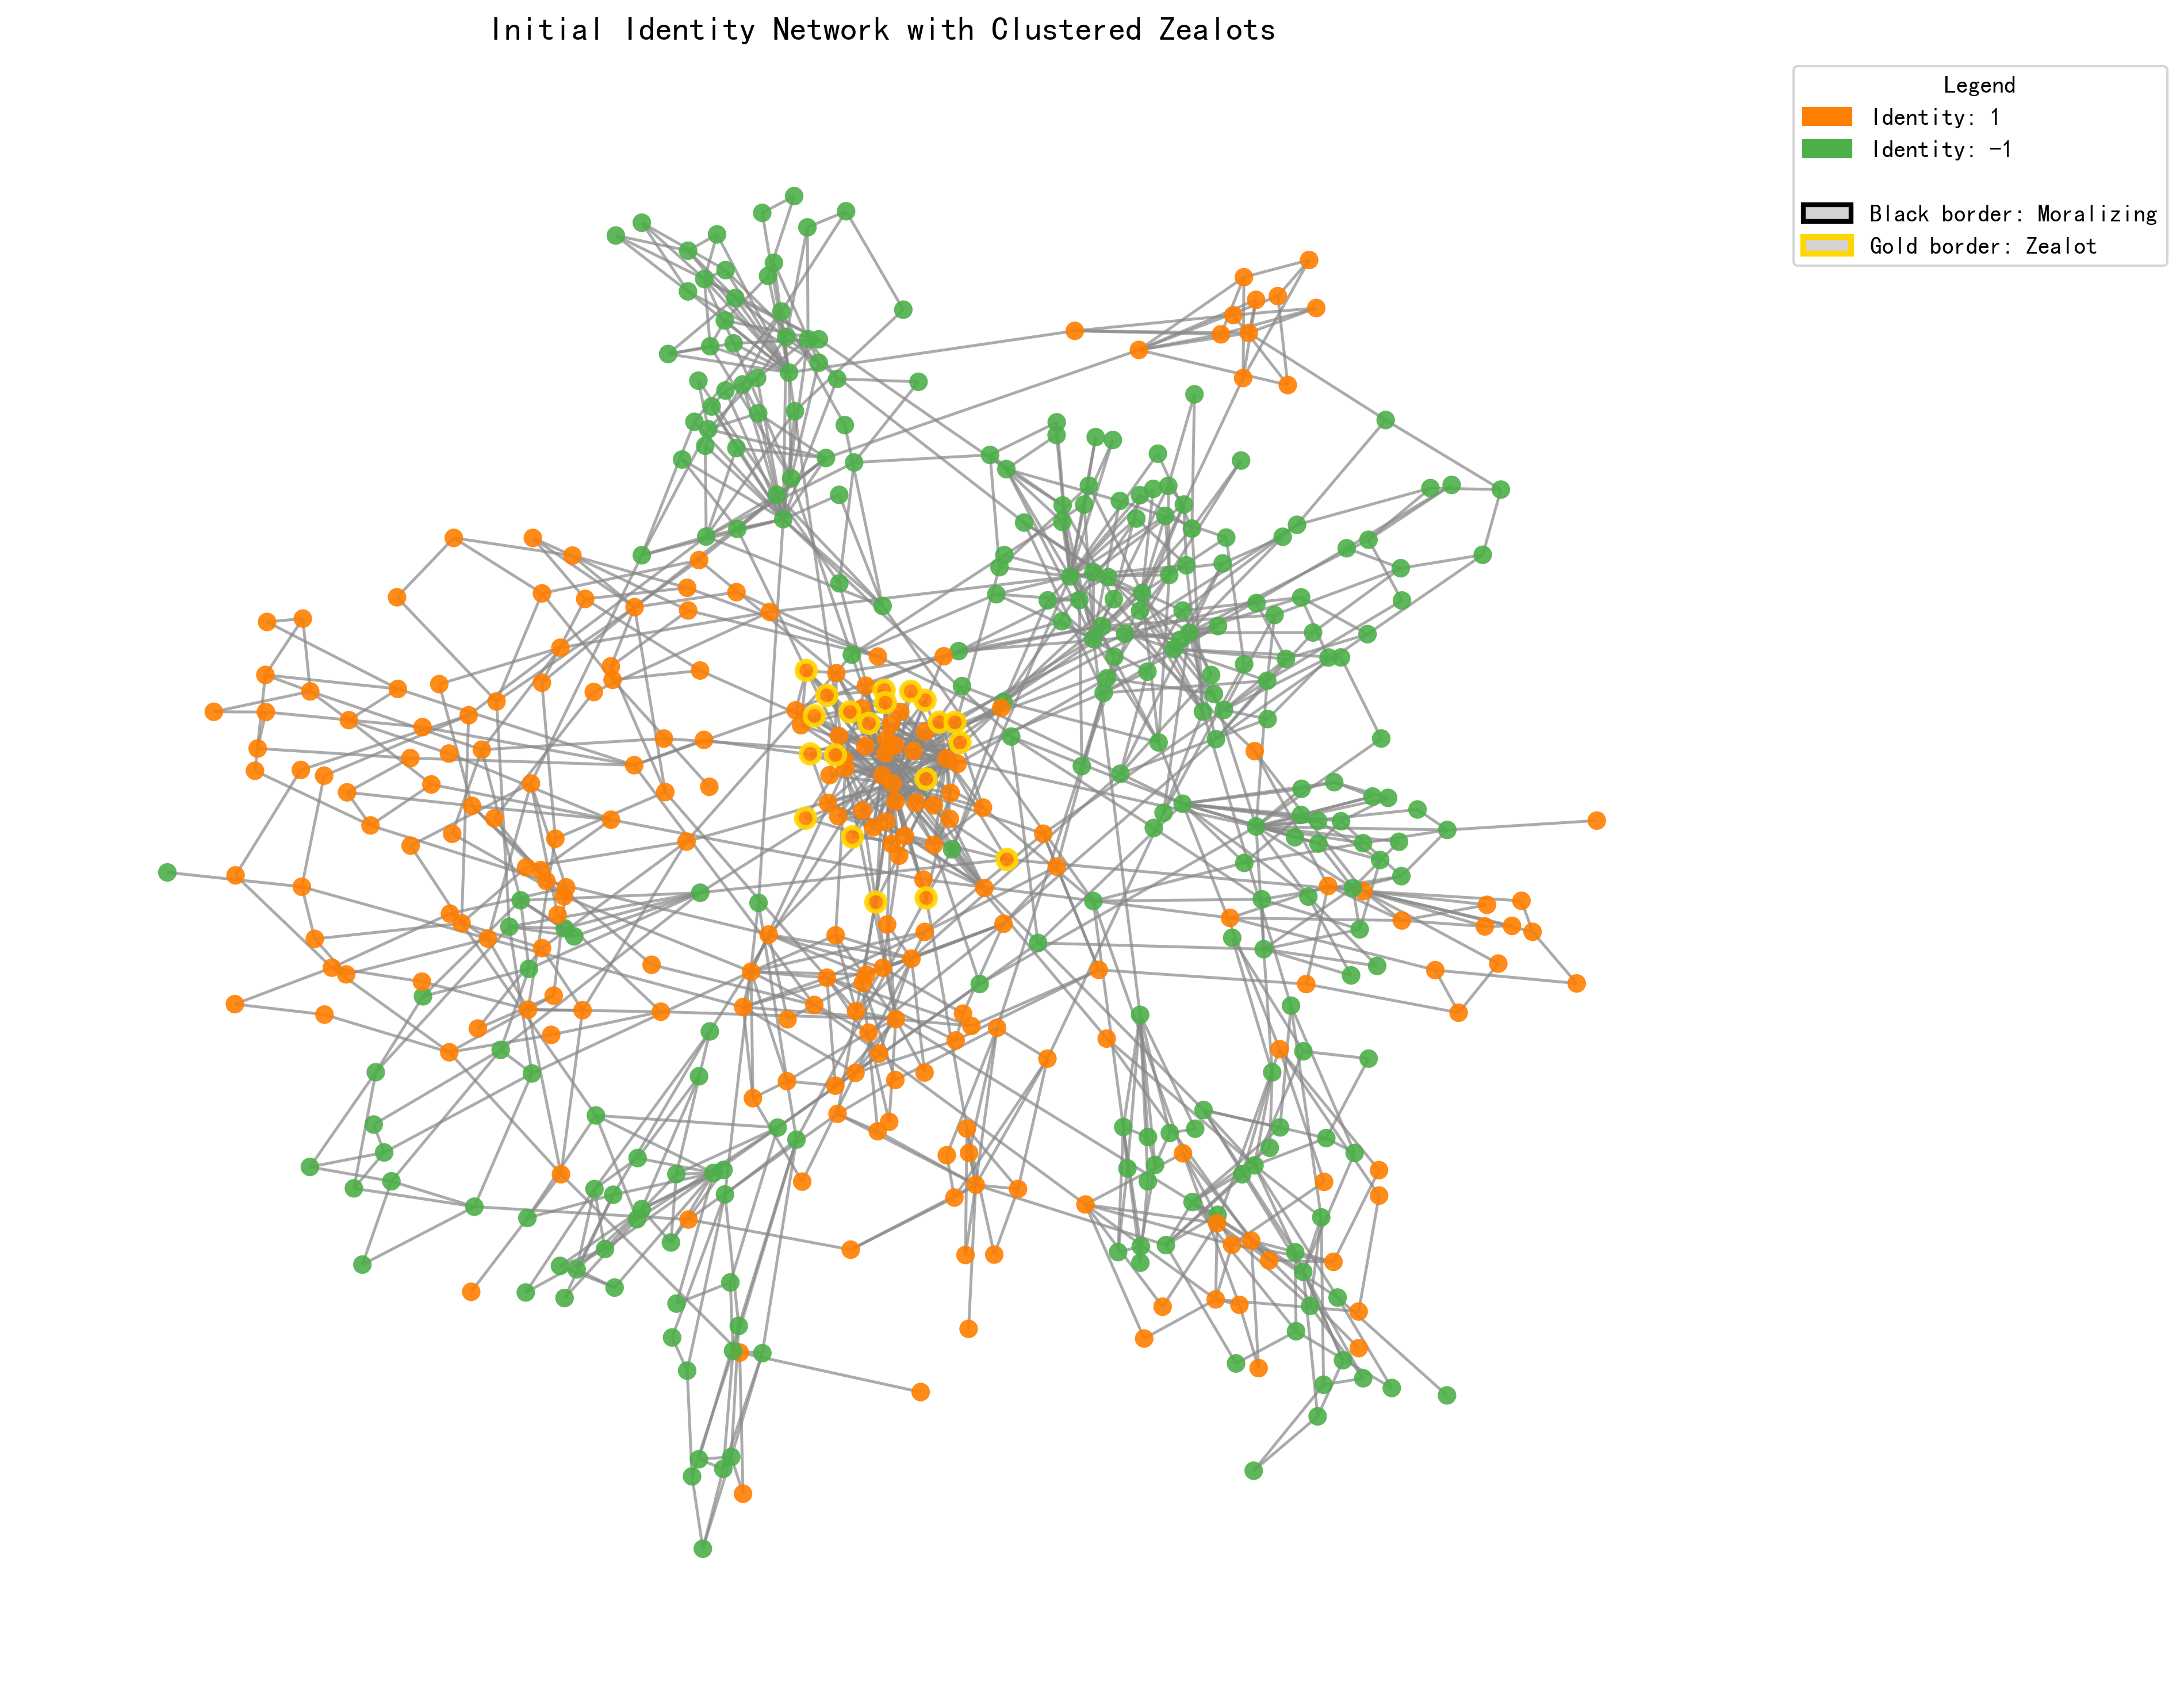 Initial Identity Network with Clustered Zealots
Legend
Identity: 1
Identity: -1
Black border: Moralizing
Gold border: Zealot